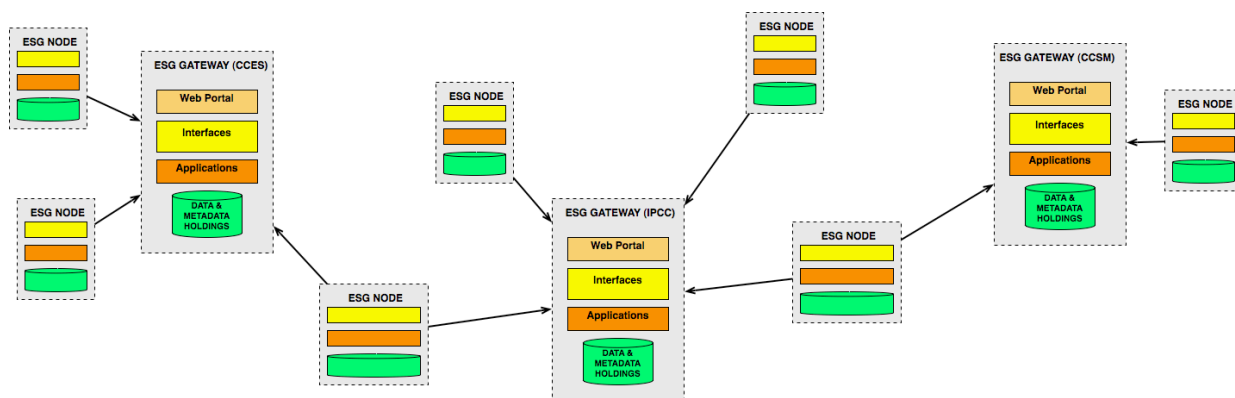 ESG NODE
ESG GATEWAY (CCES)
Web Portal
Interfaces
Applications
DATA &
METADATA
HOLDINGS
ESG NODE
ESG NODE
ESG NODE
ESG NODE
ESG GATEWAY (IPCC)
Web Portal
Interfaces
Applications
DATA &
METADATA
HOLDINGS
ESG NODE
ESG GATEWAY (CCSM)
Web Portal
Interfaces
Applications
DATA &
METADATA
HOLDINGS
ESG NODE